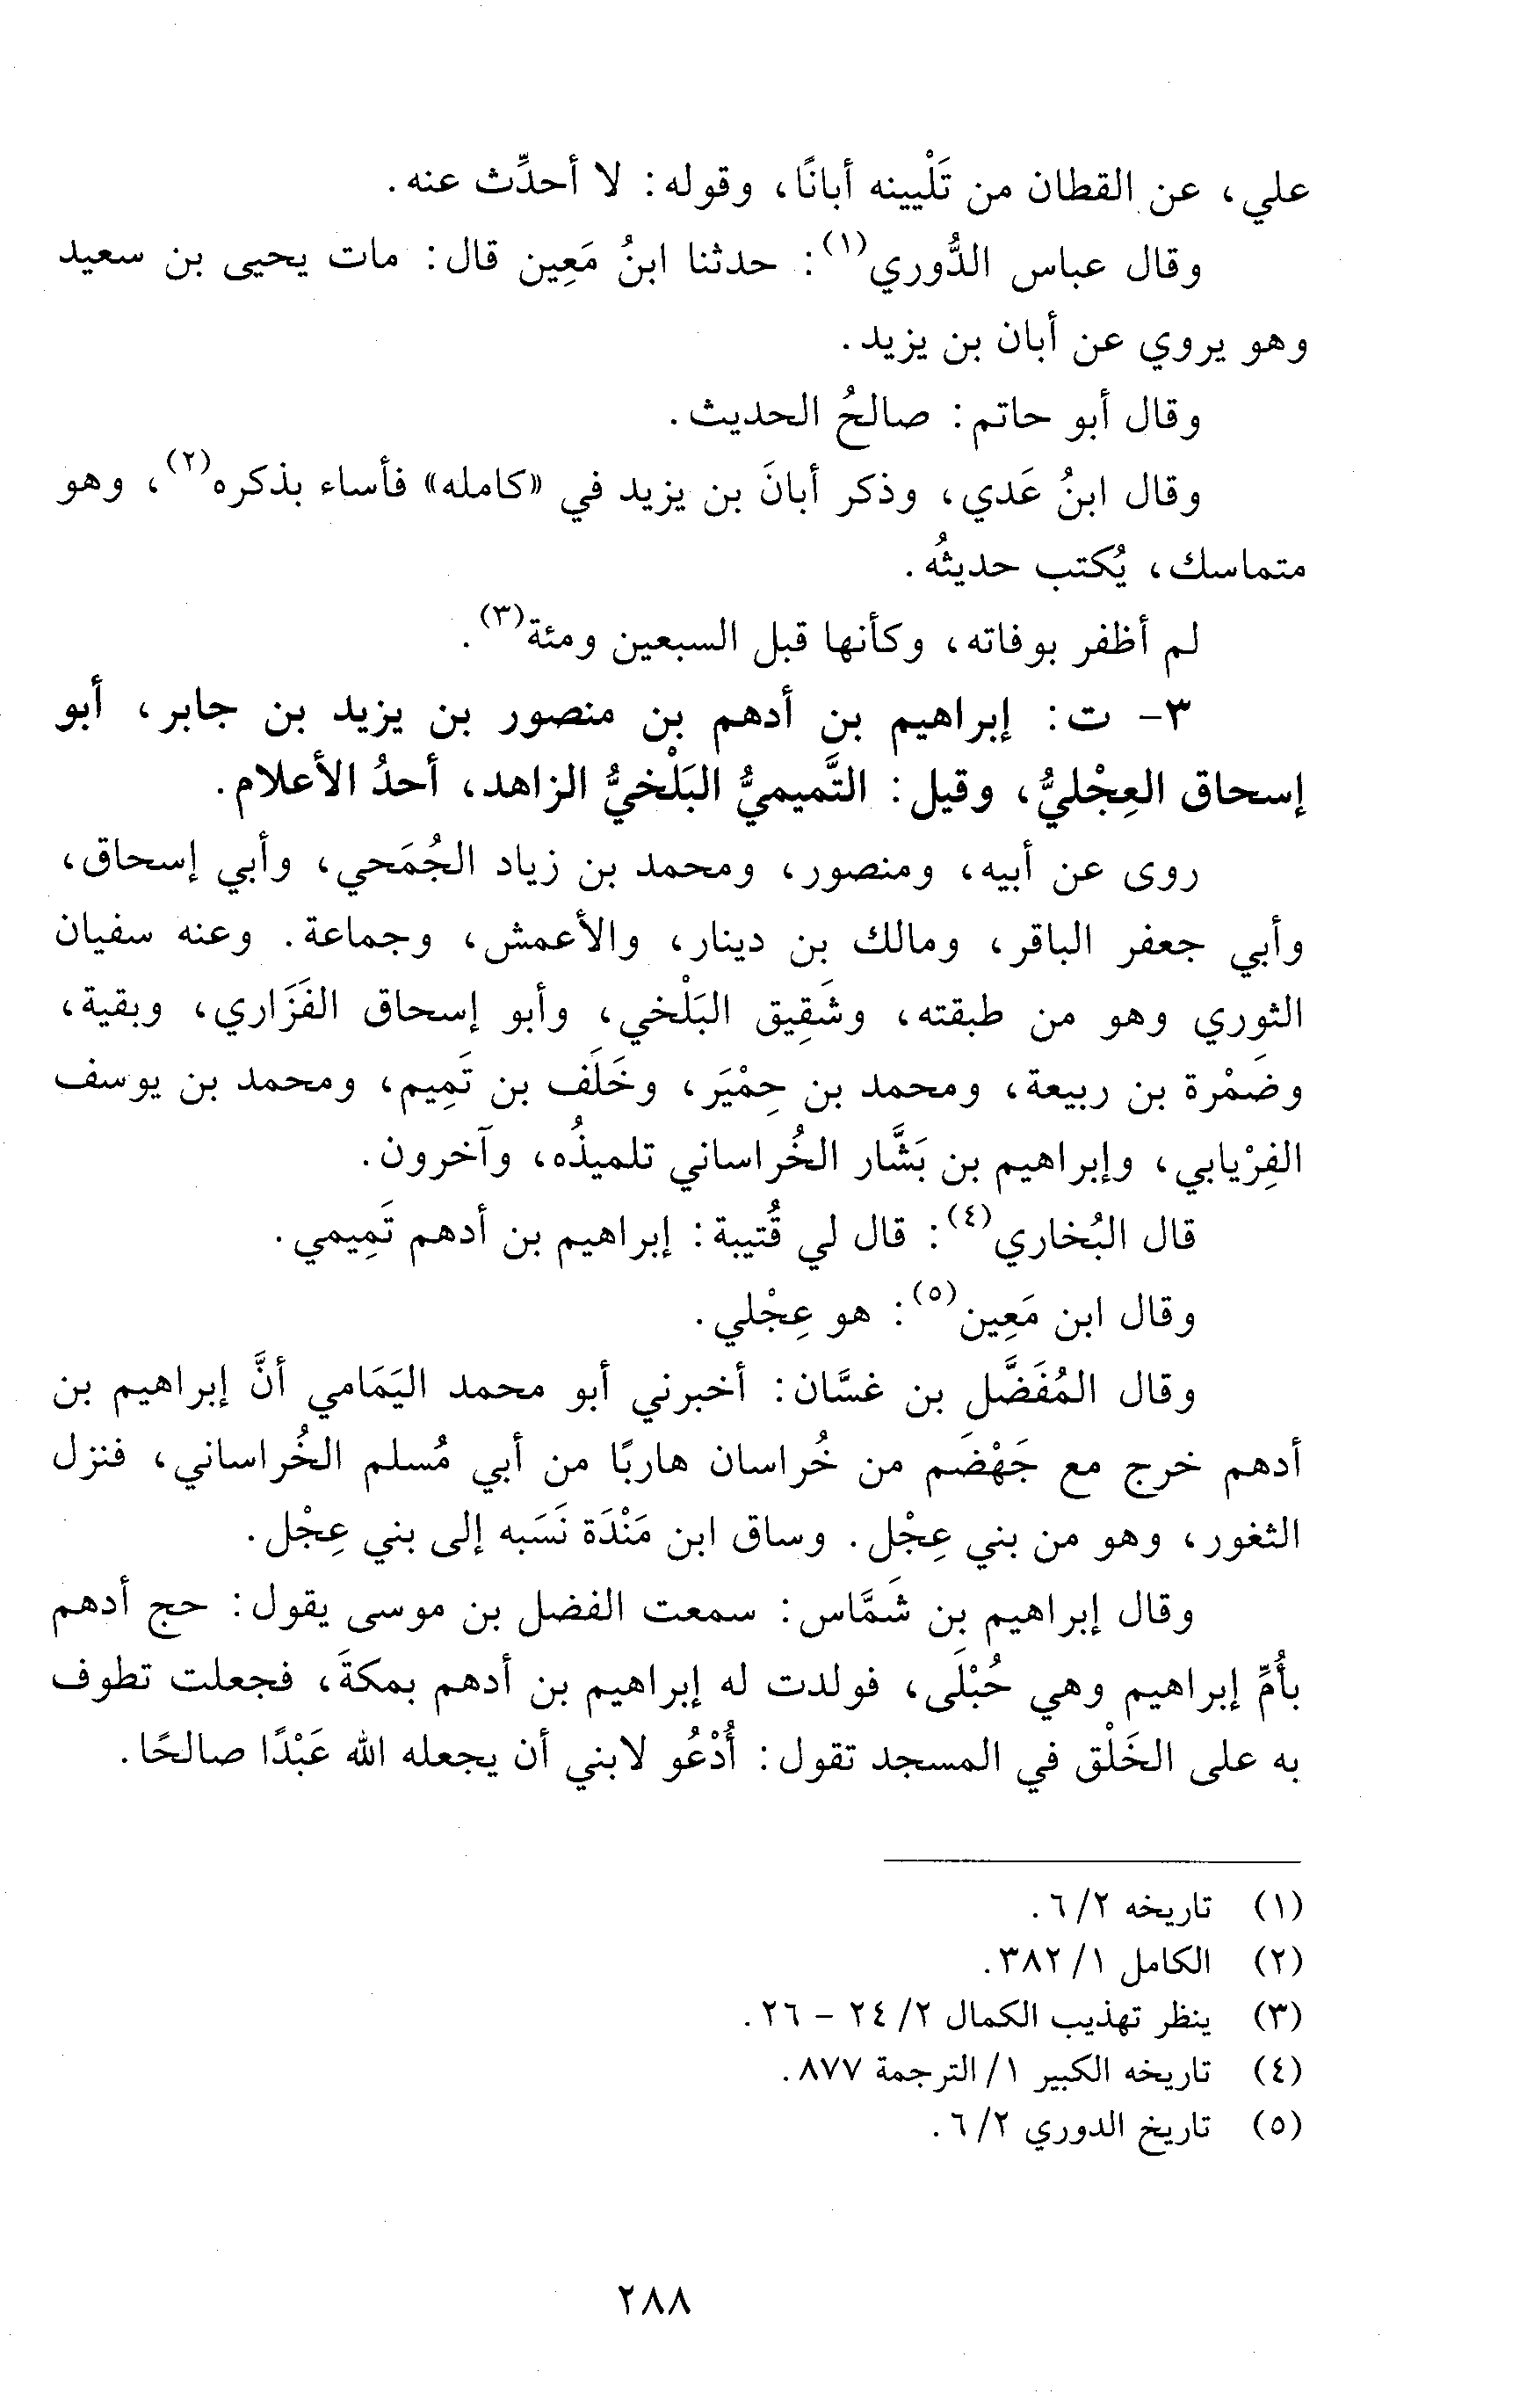 علي، عن القطان من تَلْيينه أبانًا، وقوله: لا أحدِّث عنه.
وقال عباس الدُّوري(١): حدثنا ابنُ مَعِين قال: مات يحيى بن سعيد
وهو يروي عن أبان بن يزيد.
وقال أبو حاتم: صالحُ الحديث.
وقال ابنُ عَدي، وذكر أبانَ بن يزيد في «كامله» فأساء بذكره(٢)، وهو
متماسك، يُكتب حديثُه.
لم أظفر بوفاته، وكأنها قبل السبعين ومئة(٣).
٣- ت: إبراهيم بن أدهم بن منصور بن يزيد بن جابر، أبو
إسحاق العِجْليُّ، وقيل: التَّميميُّ البَلْخيُّ الزاهد، أحدُ الأعلام.
روى عن أبيه، ومنصور، ومحمد بن زياد الجُمَحي، وأبي إسحاق،
وأبي جعفر الباقر، ومالك بن دينار، والأعمش، وجماعة. وعنه سفيان
الثوري وهو من طبقته، وشَقِيق البَلْخي، وأبو إسحاق الفَزَاري، وبقية،
وضَمْرة بن ربيعة، ومحمد بن حِمْيَر، وخَلَف بن تَمِيم، ومحمد بن يوسف
الفِرْيابي، وإبراهيم بن بَشَّار الخُراساني تلميذُه، وآخرون.
قال البُخاري(٤): قال لي قُتيبة: إبراهيم بن أدهم تَمِيمي.
وقال ابن مَعِين(٥): هو عِجْلي.
وقال المُفَضَّل بن غسَّان: أخبرني أبو محمد اليَمَامي أنَّ إبراهيم بن
أدهم خرج مع جَهْضَم من خُراسان هاربًا من أبي مُسلم الخُراساني، فنزل
الثغور، وهو من بني عِجْل. وساق ابن مَنْدَة نَسَبه إلى بني عِجْل.
وقال إبراهيم بن شَمَّاس: سمعت الفضل بن موسى يقول: حج أدهم
بأُمِّ إبراهيم وهي حُبْلَى، فولدت له إبراهيم بن أدهم بمكةَ، فجعلت تطوف
به على الخَلْق في المسجد تقول: أُدْعُو لابني أن يجعله الله عَبْدًا صالحًا.
(١) تاريخه ٢/ ٦.
(٢) الكامل ١/ ٣٨٢.
(٣) ينظر تهذيب الكمال ٢/ ٢٤ - ٢٦.
(٤) تاريخه الكبير ١/ الترجمة ٨٧٧.
(٥) تاريخ الدوري ٢/ ٦.
٢٨٨